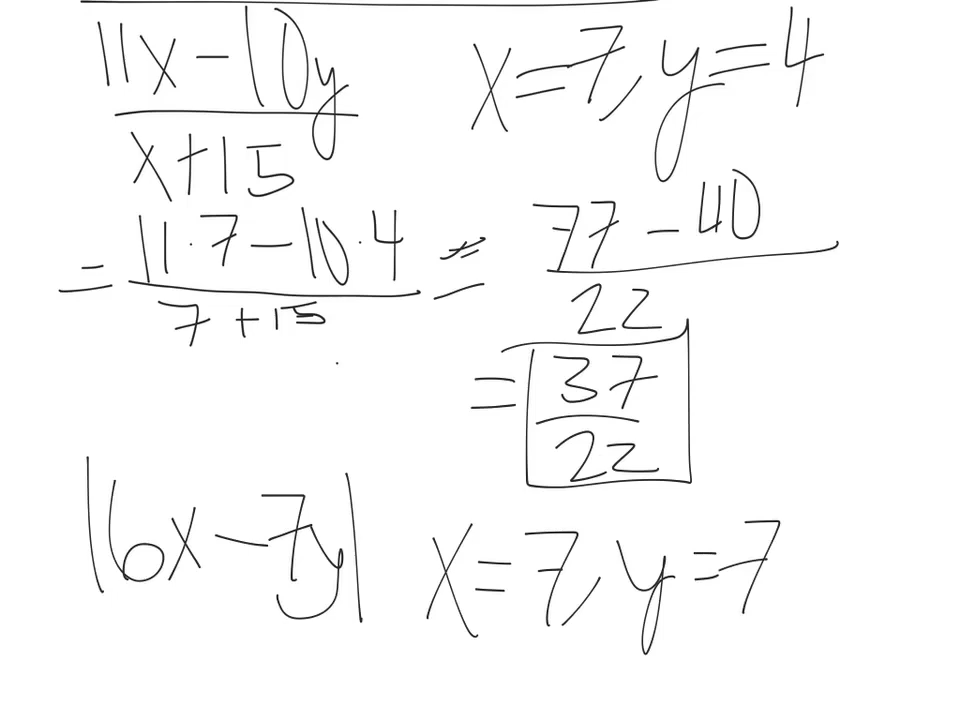 11x - 10y   x = 7, y = 4
x + 15
= 11·7 - 10·4 = 77 - 40
7 + 15   22
= 37
22
|6x - 7y|   x = 7, y = 7